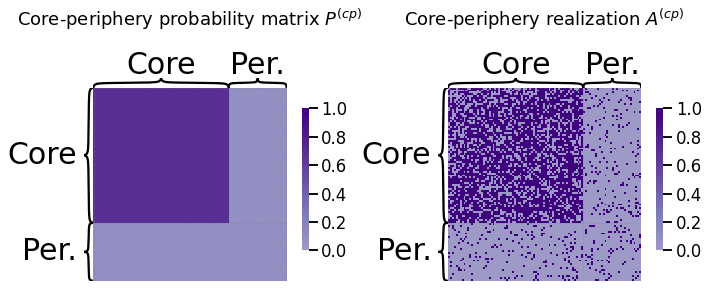 Core-periphery probability matrix $P^{(cp)}$
Core Per.
Core
Per.
1.0
0.8
0.6
0.4
0.2
0.0
Core-periphery realization $A^{(cp)}$
Core Per.
Core
Per.
1.0
0.8
0.6
0.4
0.2
0.0